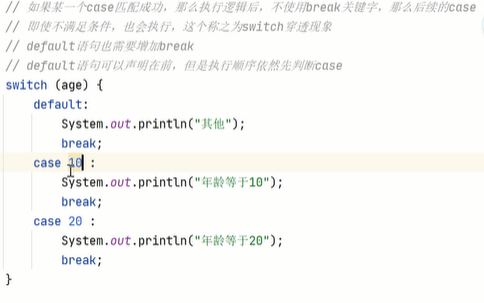 // 如果某一个case匹配成功，那么执行逻辑后，不使用break关键字，那么后续的case
// 即使不满足条件，也会执行，这个称之为switch穿透现象
// default语句也需要增加break
// default语句可以声明在前，但是执行顺序依然先判断case
switch (age) {
    default:
        System.out.println("其他");
        break;
    case 10 :
        System.out.println("年龄等于10");
        break;
    case 20 :
        System.out.println("年龄等于20");
        break;
}